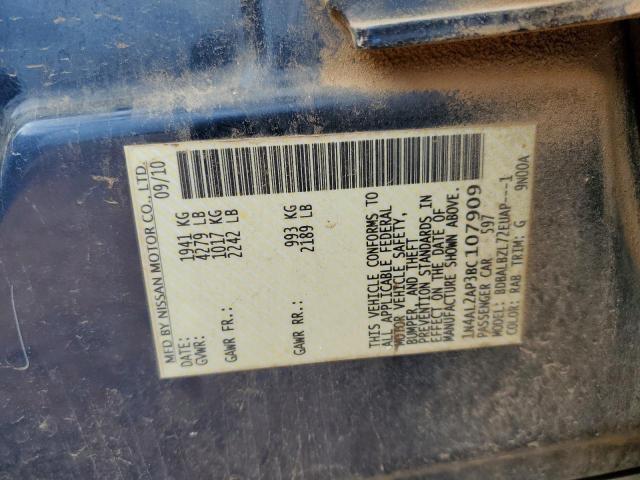 MFD BY NISSAN MOTOR CO., LTD.
DATE: 09/10
GVWR: 1941 KG
4279 LB
GAWR FR.: 1017 KG
2242 LB
GAWR RR.: 993 KG
2189 LB
THIS VEHICLE CONFORMS TO
ALL APPLICABLE FEDERAL
MOTOR VEHICLE SAFETY,
BUMPER, AND THEFT
PREVENTION STANDARDS IN
EFFECT ON THE DATE OF
MANUFACTURE SHOWN ABOVE.
1N4AL2AP3BC107909
PASSENGER CAR 597
MODEL: BDBALBZL72EUAP---1
COLOR: RAB TRIM: G 9N00A